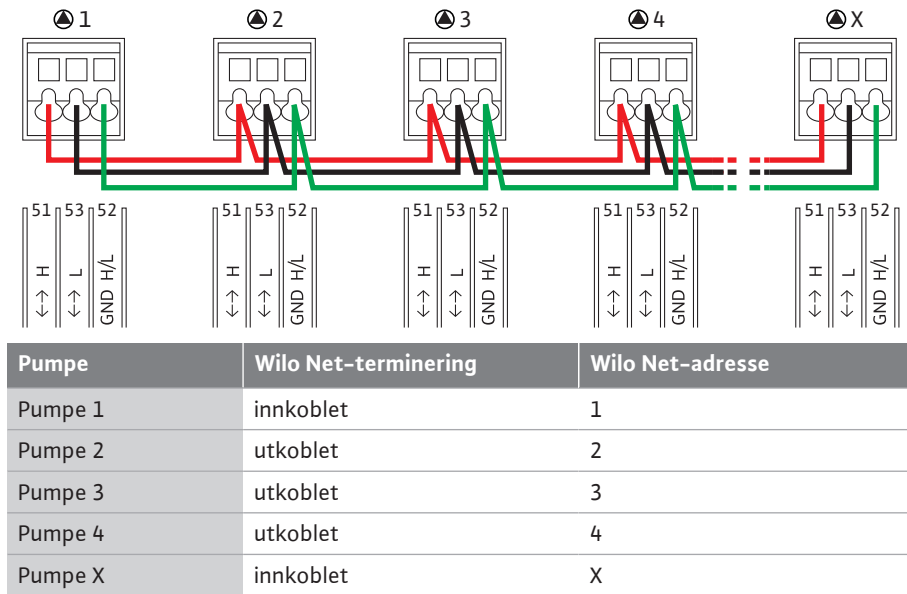 1 2 3 4 X
51 53 52 51 53 52 51 53 52 51 53 52 51 53 52
<--> H <--> L GND H/L <--> H <--> L GND H/L <--> H <--> L GND H/L <--> H <--> L GND H/L <--> H <--> L GND H/L
Pumpe Wilo Net-terminering Wilo Net-adresse
Pumpe 1 innkoblet 1
Pumpe 2 utkoblet 2
Pumpe 3 utkoblet 3
Pumpe 4 utkoblet 4
Pumpe X innkoblet X